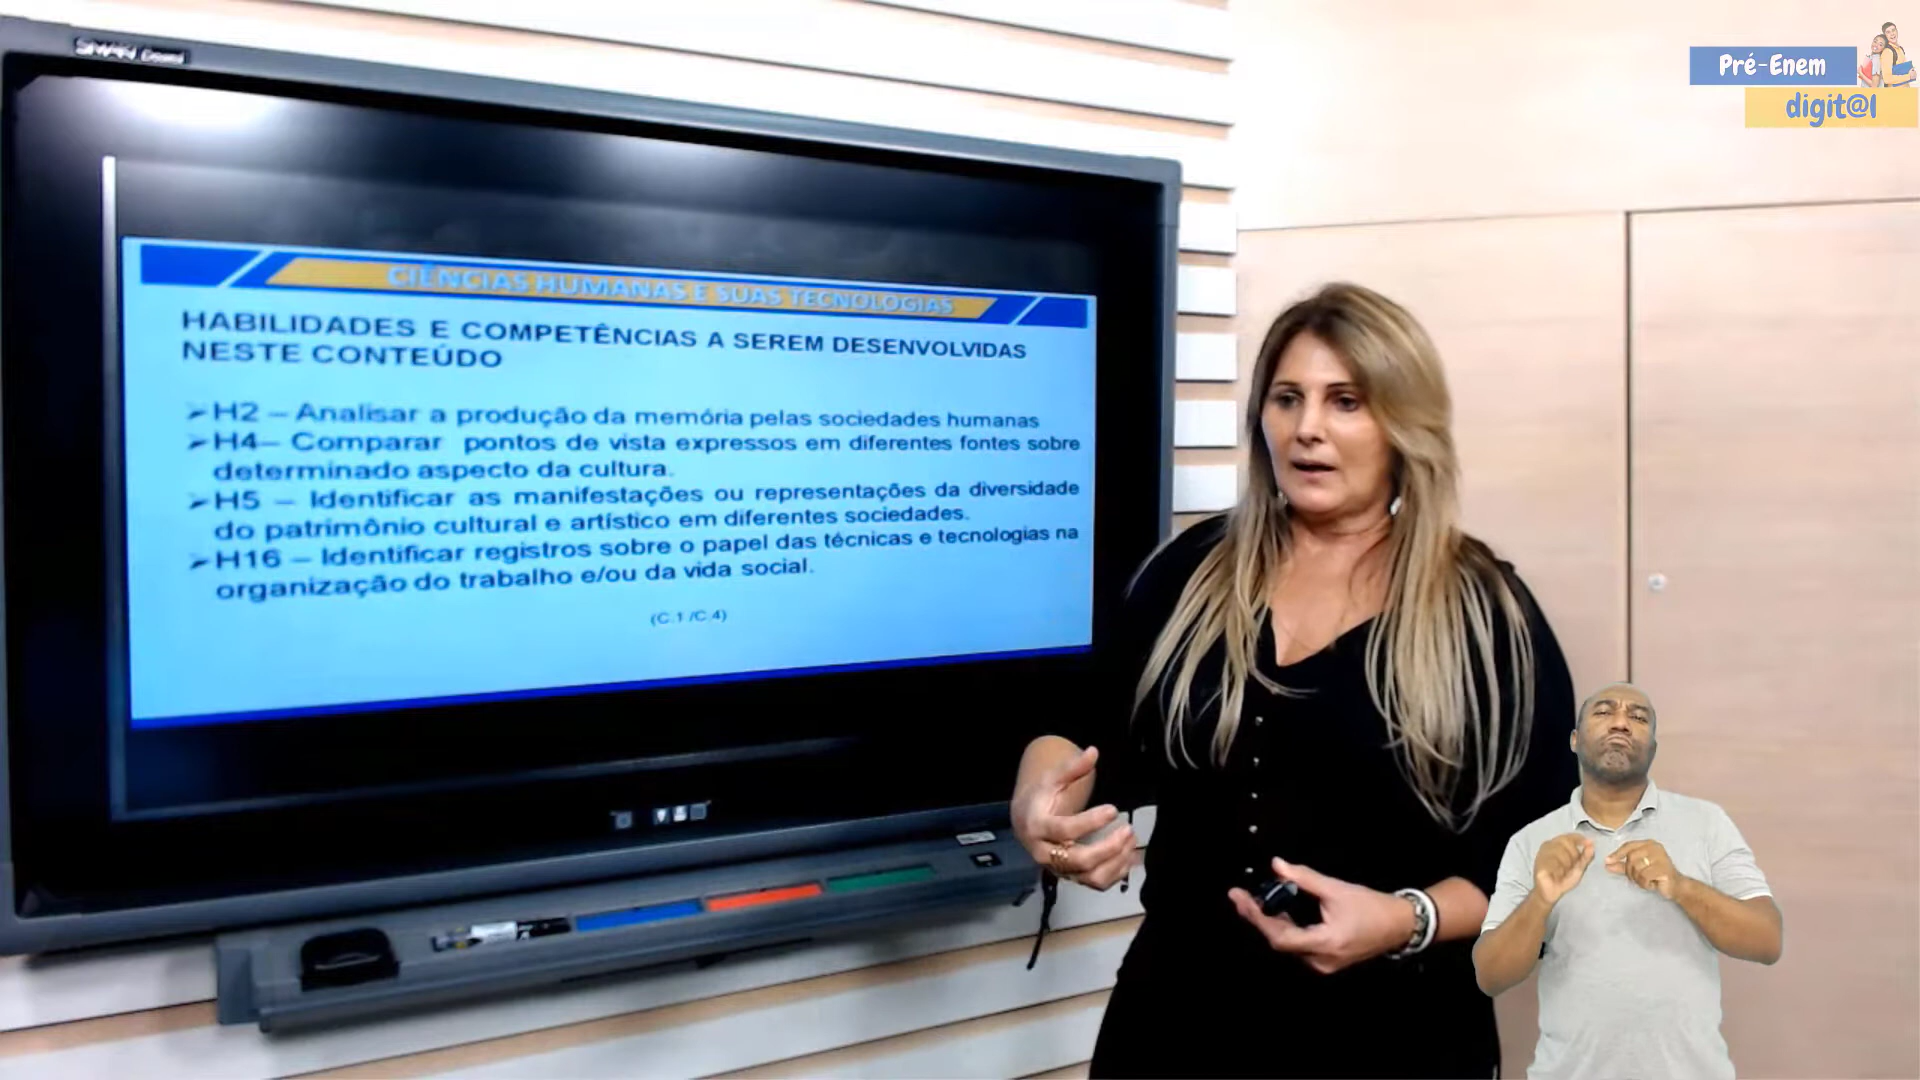 Pré-Enem
digit@l
CIÊNCIAS HUMANAS E SUAS TECNOLOGIAS
HABILIDADES E COMPETÊNCIAS A SEREM DESENVOLVIDAS
NESTE CONTEÚDO
➢H2 – Analisar a produção da memória pelas sociedades humanas
➢H4– Comparar pontos de vista expressos em diferentes fontes sobre
determinado aspecto da cultura.
➢H5 – Identificar as manifestações ou representações da diversidade
do patrimônio cultural e artístico em diferentes sociedades.
➢H16 – Identificar registros sobre o papel das técnicas e tecnologias na
organização do trabalho e/ou da vida social.
(C.1 /C.4)